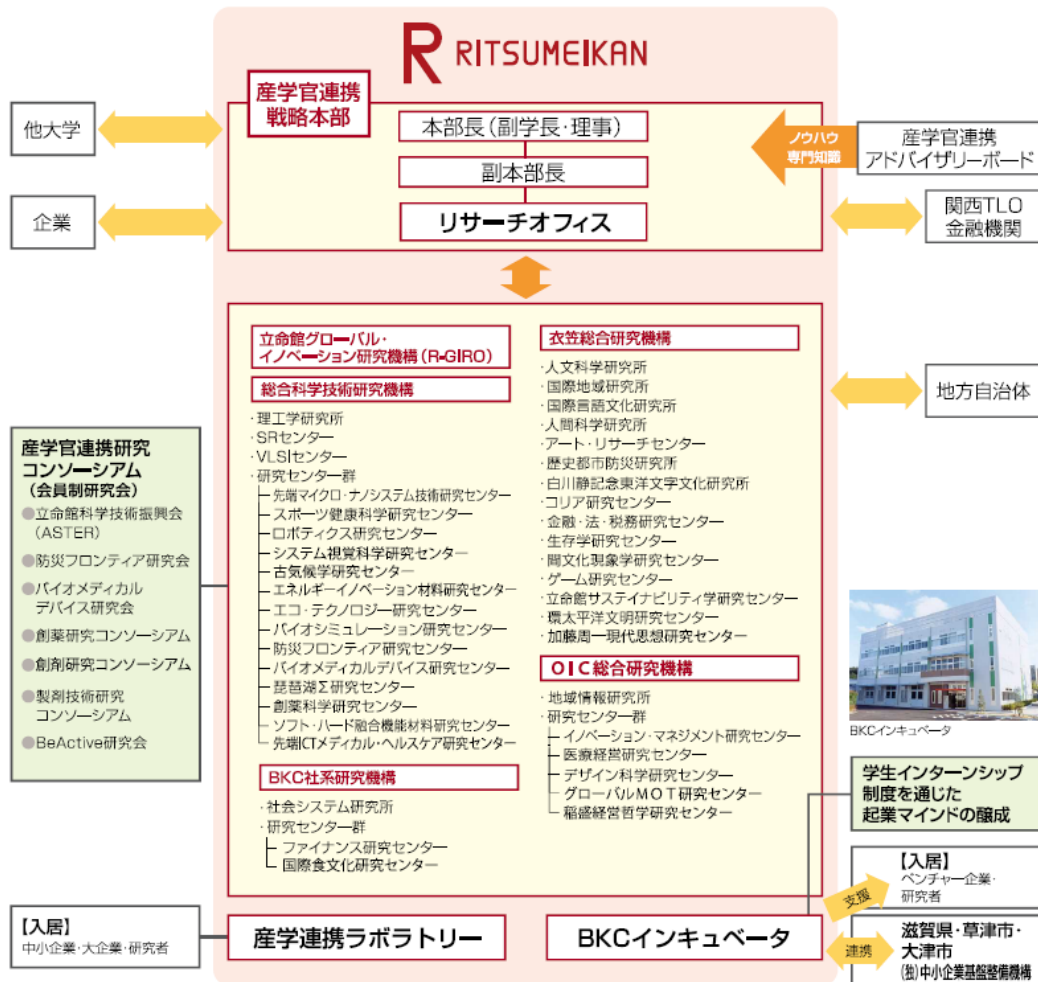 RITSUMEIKAN
産学官連携
戦略本部
本部長(副学長・理事)
副本部長
リサーチオフィス
他大学
企業
ノウハウ
専門知識
産学官連携
アドバイザリーボード
関西TLO
金融機関
地方自治体
立命館グローバル・
イノベーション研究機構(R-GIRO)
総合科学技術研究機構
・理工学研究所
・SRセンター
・VLSIセンター
・研究センター群
先端マイクロ・ナノシステム技術研究センター
スポーツ健康科学研究センター
ロボティクス研究センター
システム視覚科学研究センター
古気候学研究センター
エネルギーイノベーション材料研究センター
エコ・テクノロジー研究センター
バイオシミュレーション研究センター
防災フロンティア研究センター
バイオメディカルデバイス研究センター
琵琶湖Σ研究センター
創薬科学研究センター
ソフト・ハード融合機能材料研究センター
先端ICTメディカル・ヘルスケア研究センター
BKC社系研究機構
・社会システム研究所
・研究センター群
ファイナンス研究センター
国際食文化研究センター
衣笠総合研究機構
・人文科学研究所
・国際地域研究所
・国際言語文化研究所
・人間科学研究所
・アート・リサーチセンター
・歴史都市防災研究所
・白川静記念東洋文字文化研究所
・コリア研究センター
・金融・法・税務研究センター
・生存学研究センター
・間文化現象学研究センター
・ゲーム研究センター
・立命館サステイナビリティ学研究センター
・環太平洋文明研究センター
・加藤周一現代思想研究センター
OIC総合研究機構
・地域情報研究所
・研究センター群
イノベーション・マネジメント研究センター
医療経営研究センター
デザイン科学研究センター
グローバルMOT研究センター
稲盛経営哲学研究センター
産学官連携研究
コンソーシアム
(会員制研究会)
●立命館科学技術振興会
(ASTER)
●防災フロンティア研究会
●バイオメディカル
デバイス研究会
●創薬研究コンソーシアム
●創剤研究コンソーシアム
●製剤技術研究
コンソーシアム
●BeActive研究会
BKCインキュベータ
学生インターンシップ
制度を通じた
起業マインドの醸成
【入居】
ベンチャー企業・
研究者
支援
【入居】
中小企業・大企業・研究者
産学連携ラボラトリー
BKCインキュベータ
連携
滋賀県・草津市・
大津市
(独)中小企業基盤整備機構